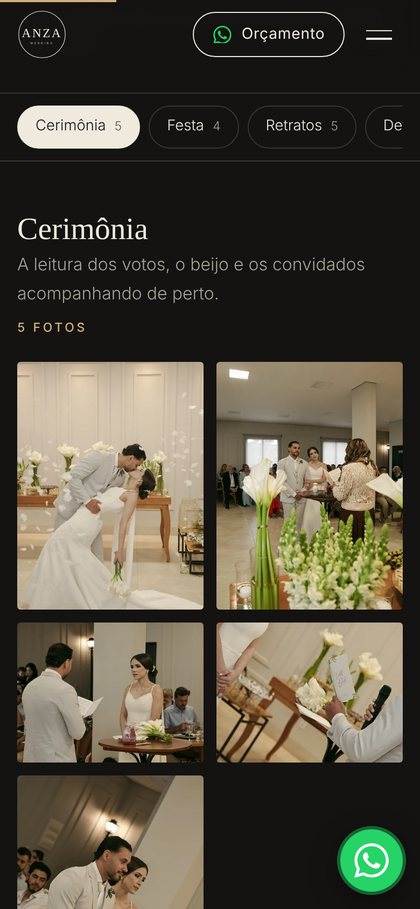 ANZA
Orçamento
Cerimônia 5
Festa 4
Retratos 5
De
Cerimônia
A leitura dos votos, o beijo e os convidados
acompanhando de perto.
5 FOTOS